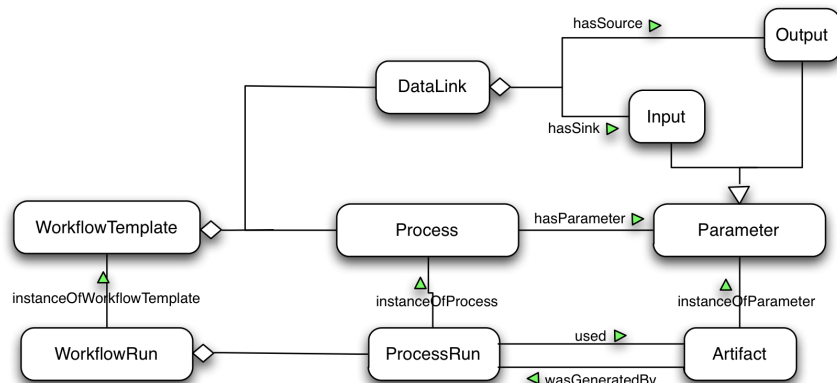 hasSource
Output
DataLink
Input
hasSink
WorkflowTemplate
Process
hasParameter
Parameter
instanceOfWorkflowTemplate
instanceOfProcess
instanceOfParameter
WorkflowRun
ProcessRun
used
Artifact
wasGeneratedBy